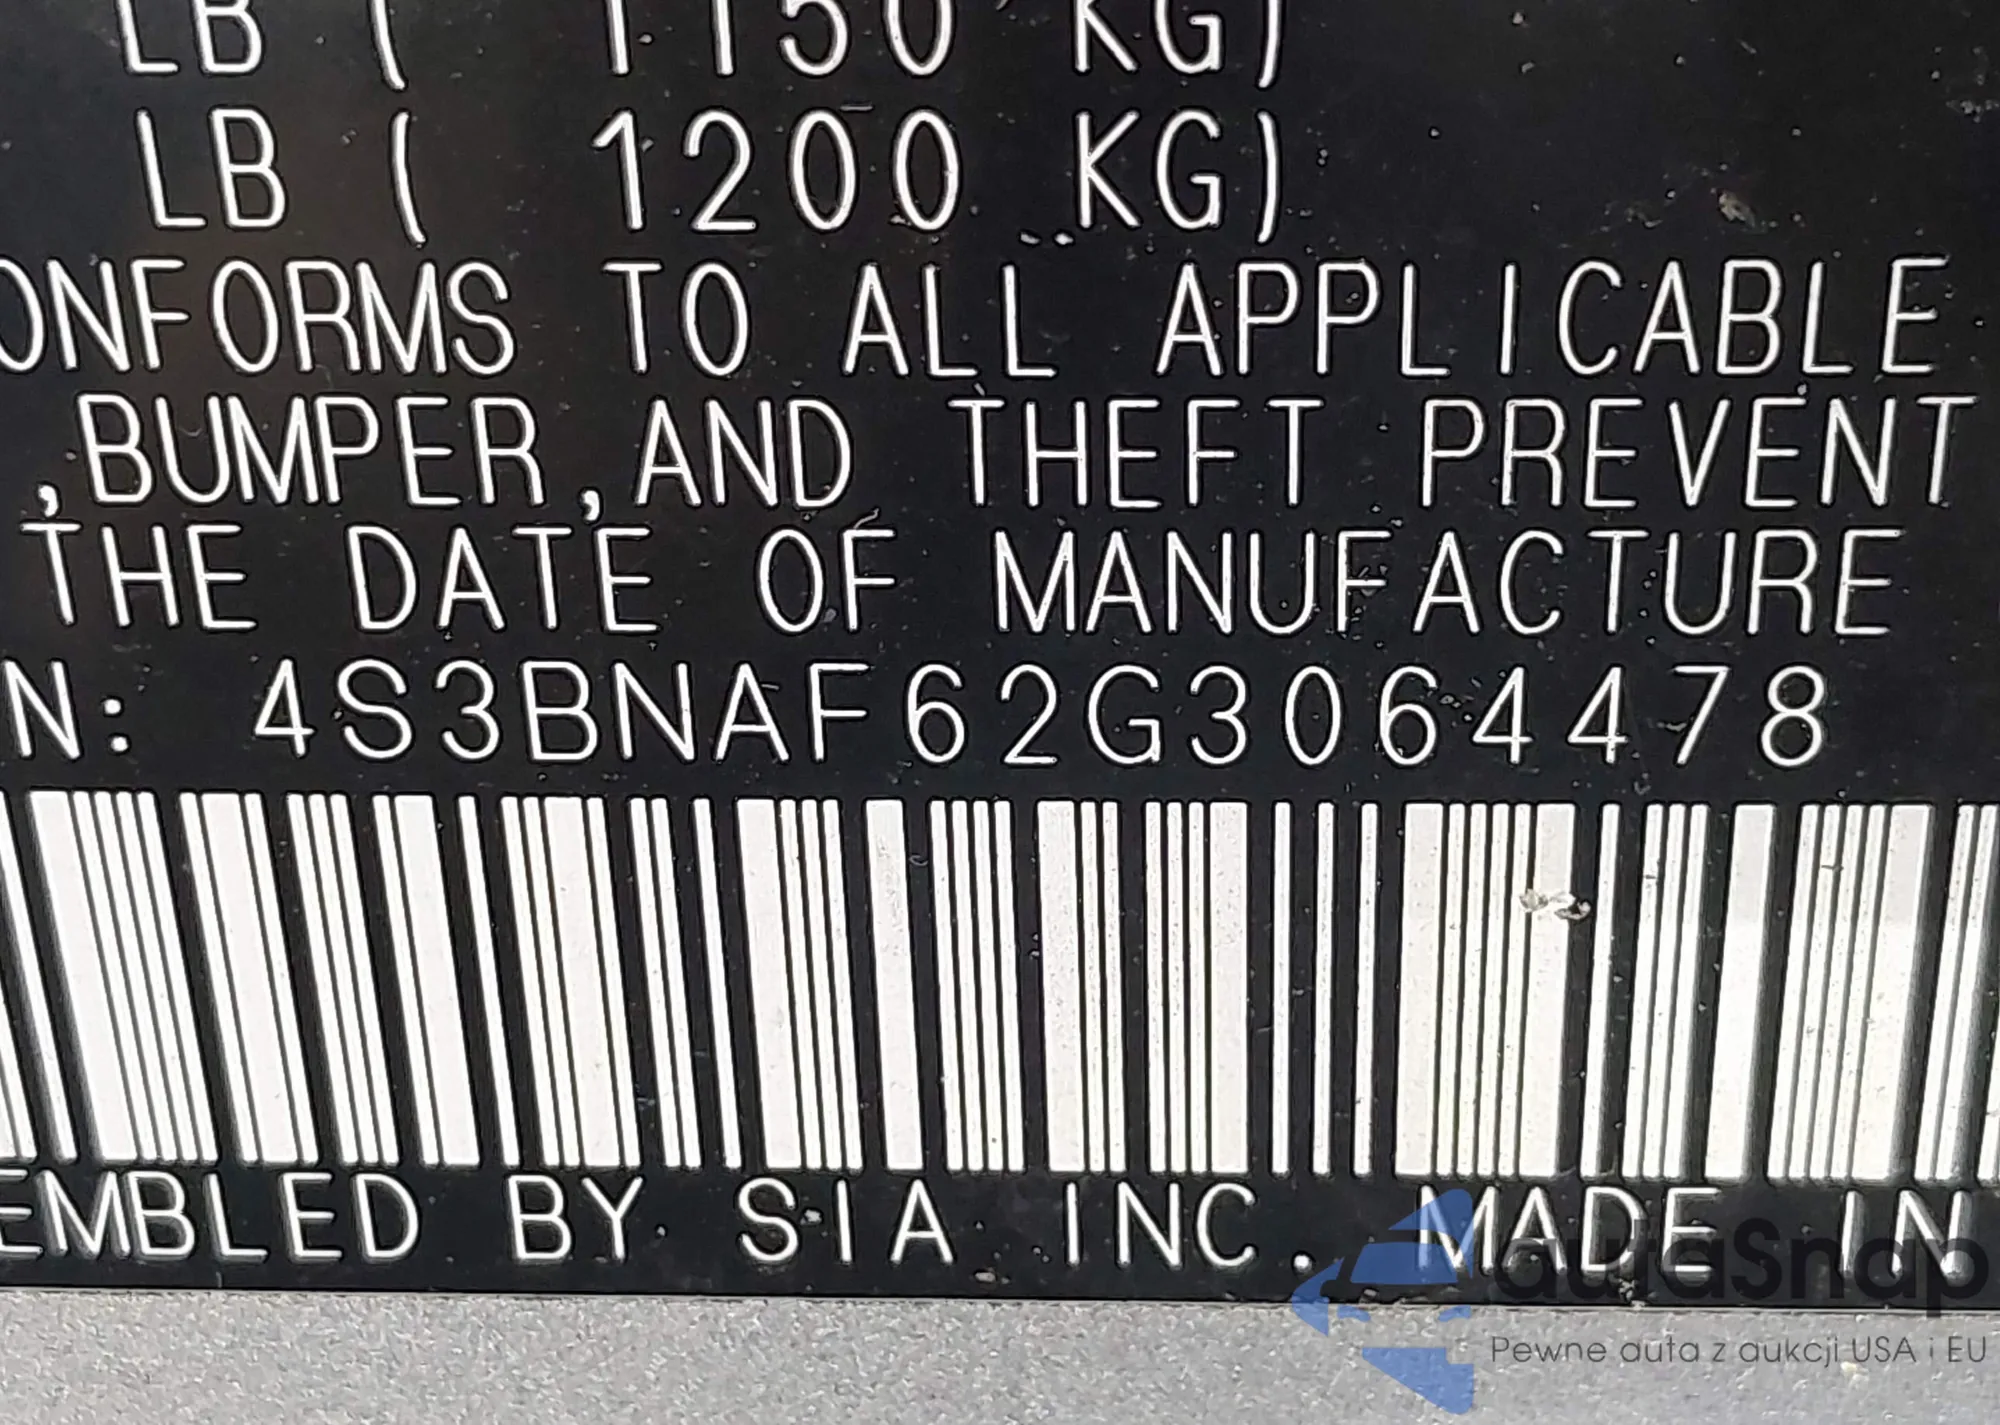 LB ( 1150 KG)
LB ( 1200 KG)
ONFORMS TO ALL APPLICABLE
,BUMPER,AND THEFT PREVENT
THE DATE OF MANUFACTURE
N: 4S3BNAF62G3064478
EMBLED BY SIA INC. MADE IN
autaSnap
Pewne auta z aukcji USA i EU